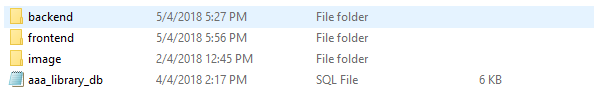 backend 5/4/2018 5:27 PM File folder
frontend 5/4/2018 5:56 PM File folder
image 2/4/2018 12:45 PM File folder
aaa_library_db 4/4/2018 2:17 PM SQL File 6 KB